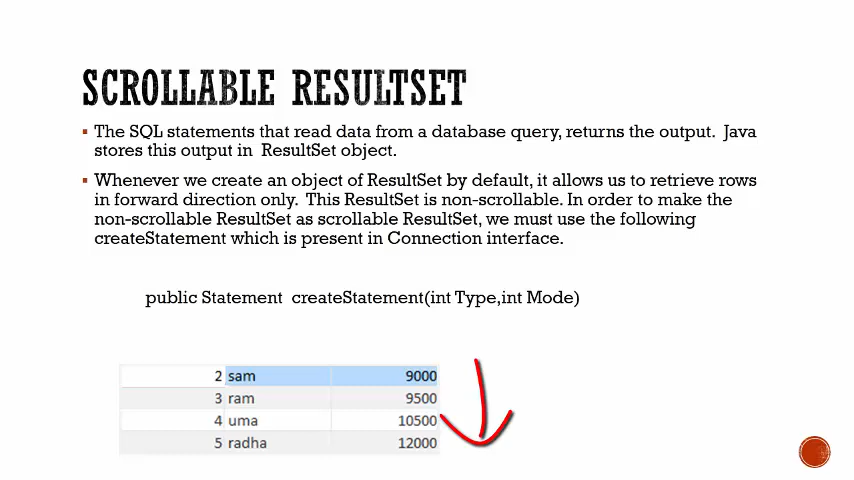 SCROLLABLE RESULTSET
▪ The SQL statements that read data from a database query, returns the output.  Java
stores this output in  ResultSet object.
▪ Whenever we create an object of ResultSet by default, it allows us to retrieve rows
in forward direction only.  This ResultSet is non-scrollable. In order to make the
non-scrollable ResultSet as scrollable ResultSet, we must use the following
createStatement which is present in Connection interface.
public Statement  createStatement(int Type,int Mode)
2 sam 9000
3 ram 9500
4 uma 10500
5 radha 12000